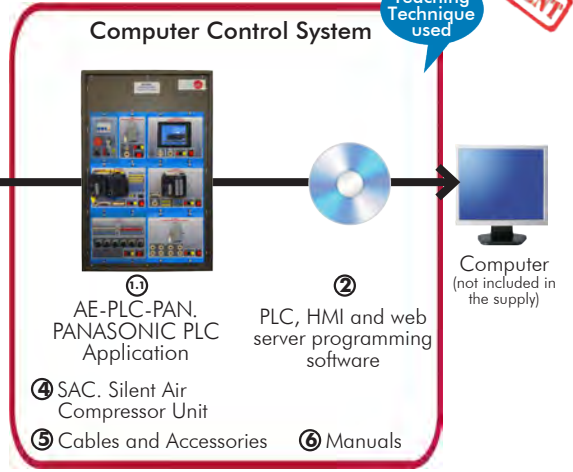 Teaching
Technique
used
Computer Control System
1.1
AE-PLC-PAN.
PANASONIC PLC
Application
2
PLC, HMI and web
server programming
software
Computer
(not included in
the supply)
4 SAC. Silent Air
Compressor Unit
5 Cables and Accessories
6 Manuals